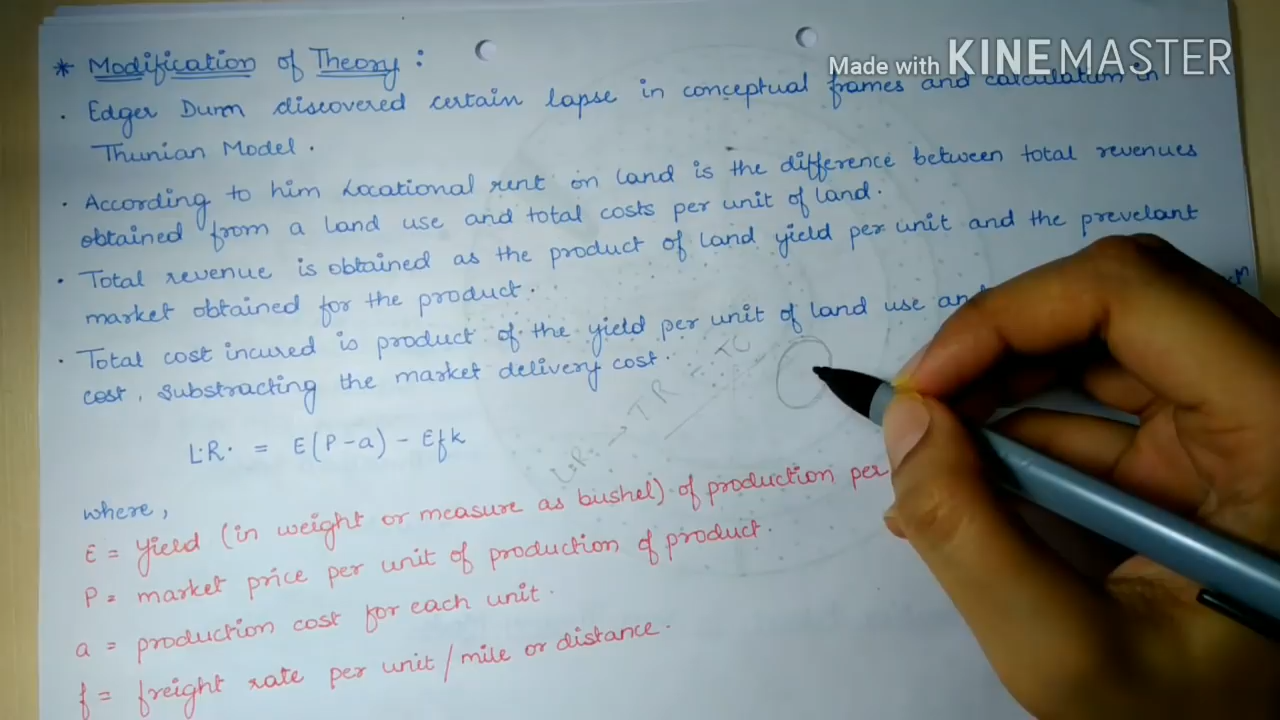 Made with KINEMASTER
* Modification of Theory :
. Edger Dunn discovered certain lapse in conceptual frames and calculation in
Thunian Model .
. According to him Locational rent on land is the difference between total revenues
obtained from a land use and total costs per unit of land.
. Total revenue is obtained as the product of land yield per unit and the prevelant
market obtained for the product .
. Total cost incured is product of the yield per unit of land use and
cost , substracting the market delivery cost .
L.R. → TR - TC
L.R. = E(P-a) - Efk
where ,
E = Yield (in weight or measure as bushel) of production per
P = market price per unit of production of product .
a = production cost for each unit .
f = freight rate per unit / mile or distance .